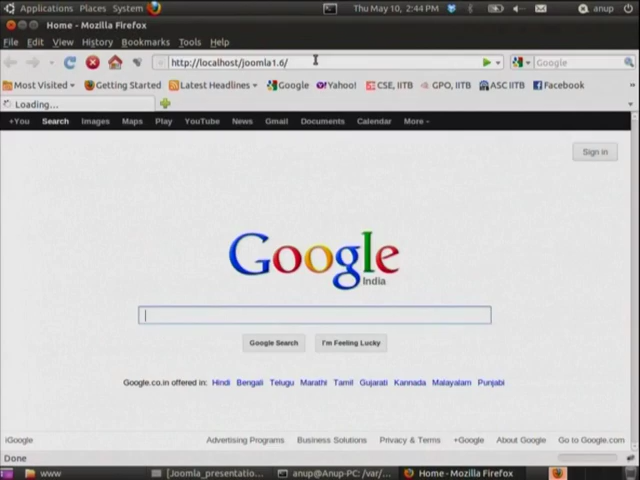 Applications Places System Thu May 10, 2:44 PM anup
Home - Mozilla Firefox
File Edit View History Bookmarks Tools Help
http://localhost/joomla1.6/ Google
Most Visited Getting Started Latest Headlines Google Yahoo! CSE, IITB GPO, IITB ASC IITB Facebook
Loading...
+You Search Images Maps Play YouTube News Gmail Documents Calendar More
Sign in
Google
India
Google Search I'm Feeling Lucky
Google.co.in offered in: Hindi Bengali Telugu Marathi Tamil Gujarati Kannada Malayalam Punjabi
iGoogle Advertising Programs Business Solutions Privacy & Terms +Google About Google Go to Google.com
Done
www [Joomla_presentatio... anup@Anup-PC: /var/... Home - Mozilla Firefox